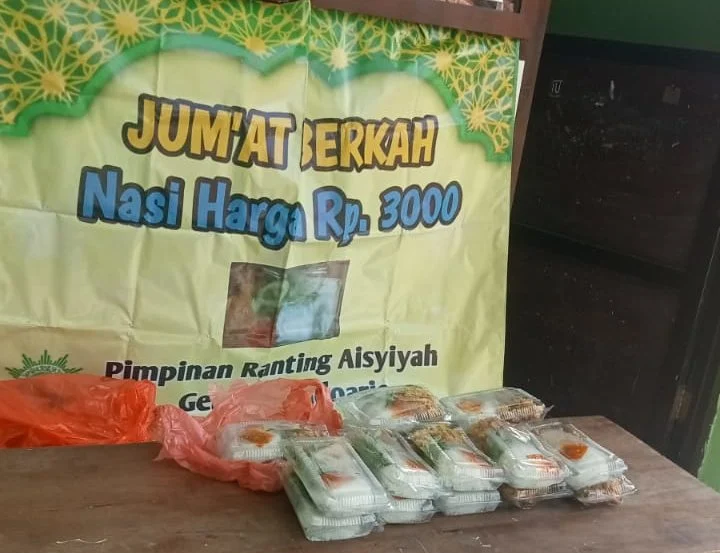 JUM'AT BERKAH
Nasi Harga Rp. 3000
Pimpinan Ranting Aisyiyah